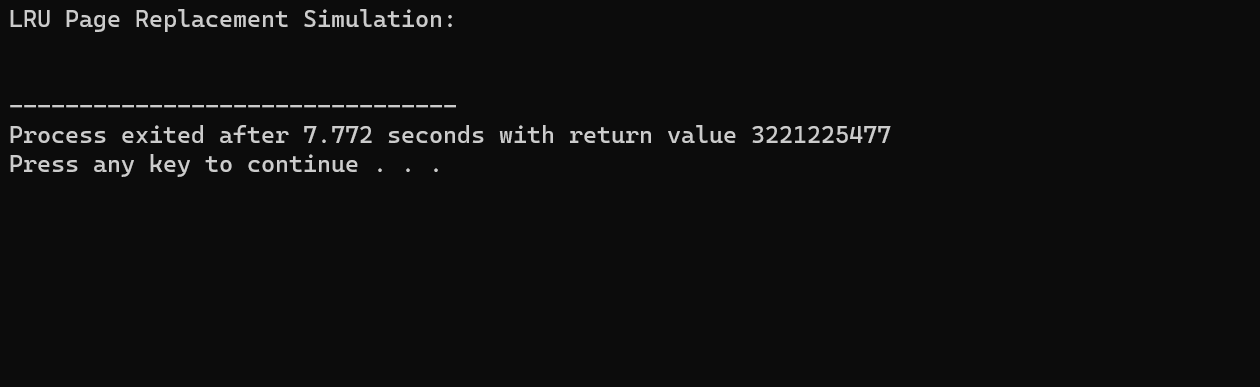 LRU Page Replacement Simulation:
--------------------------------
Process exited after 7.772 seconds with return value 3221225477
Press any key to continue . . .